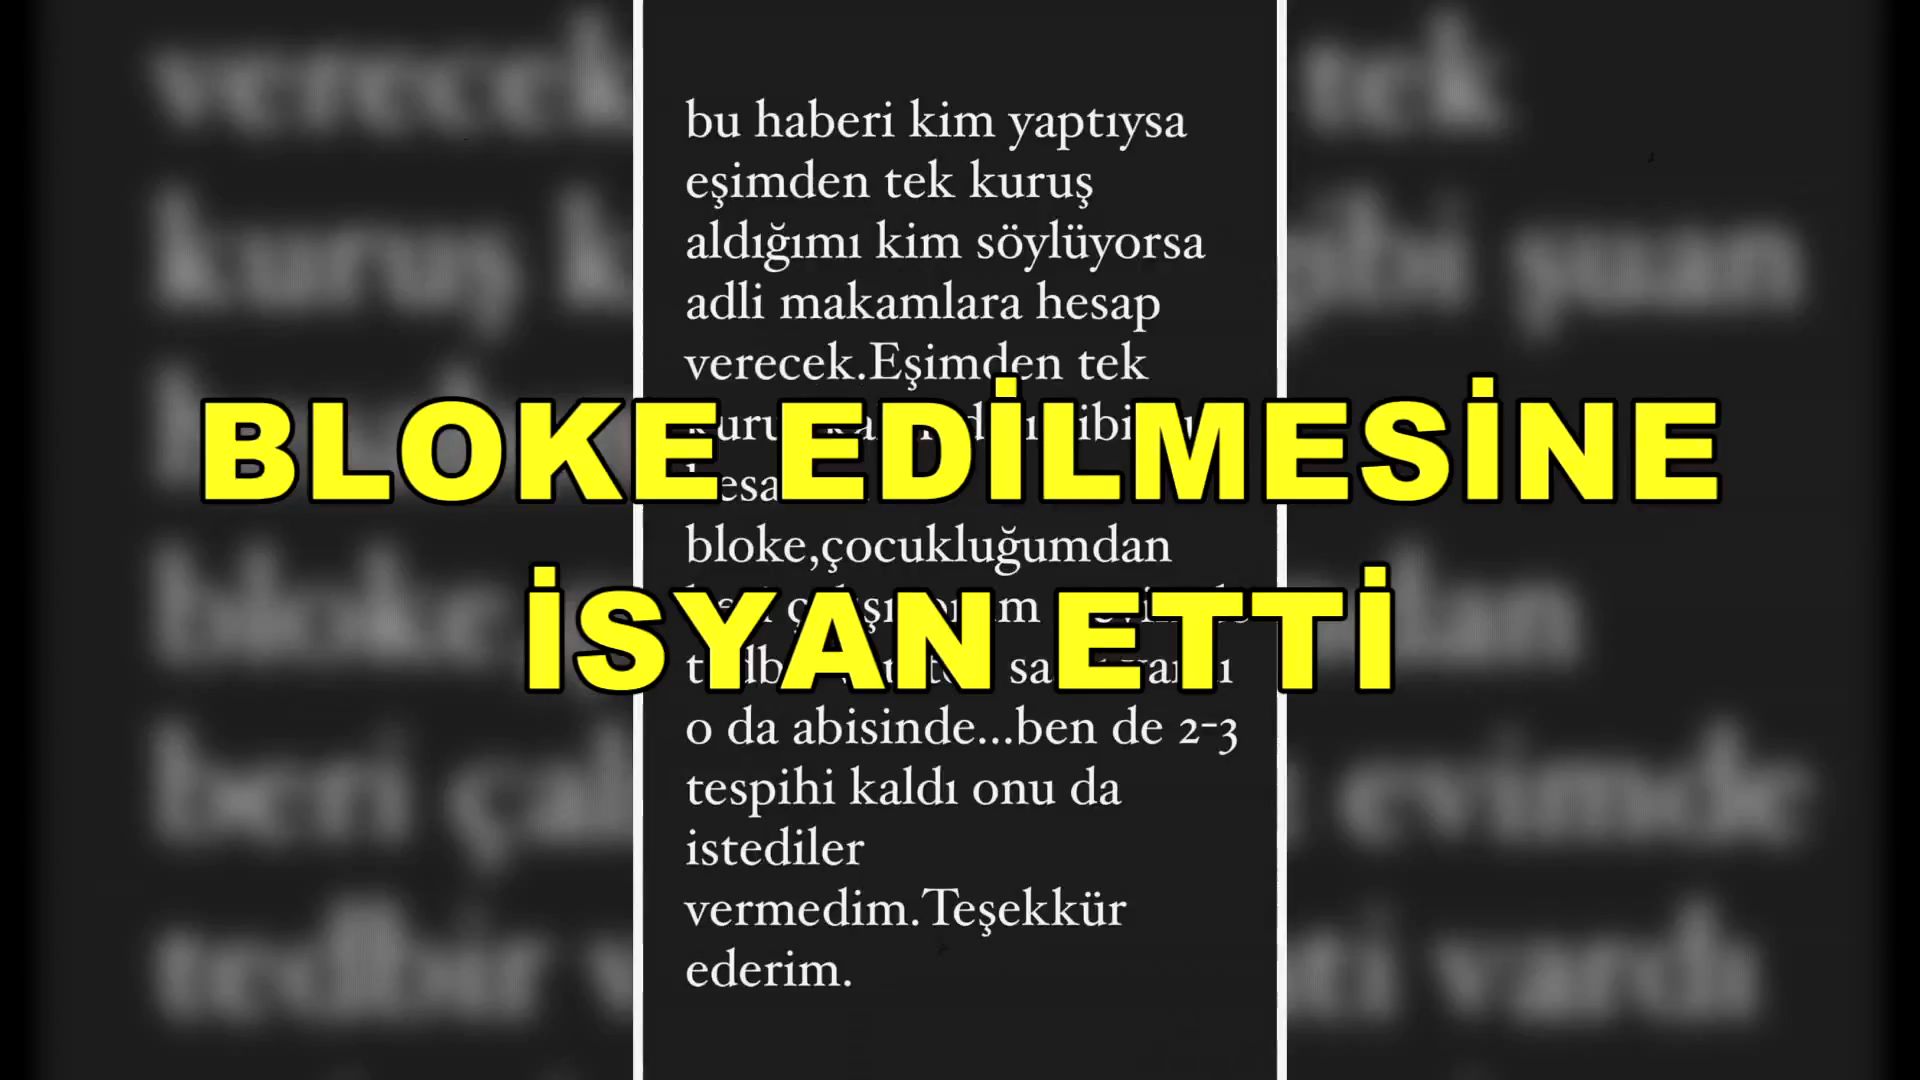 bu haberi kim yaptıysa
eşimden tek kuruş
aldığımı kim söylüyorsa
adli makamlara hesap
verecek.Eşimden tek
BLOKE EDİLMESİNE
bloke,çocukluğumdan
İSYAN ETTİ
o da abisinde...ben de 2-3
tespihi kaldı onu da
istediler
vermedim.Teşekkür
ederim.